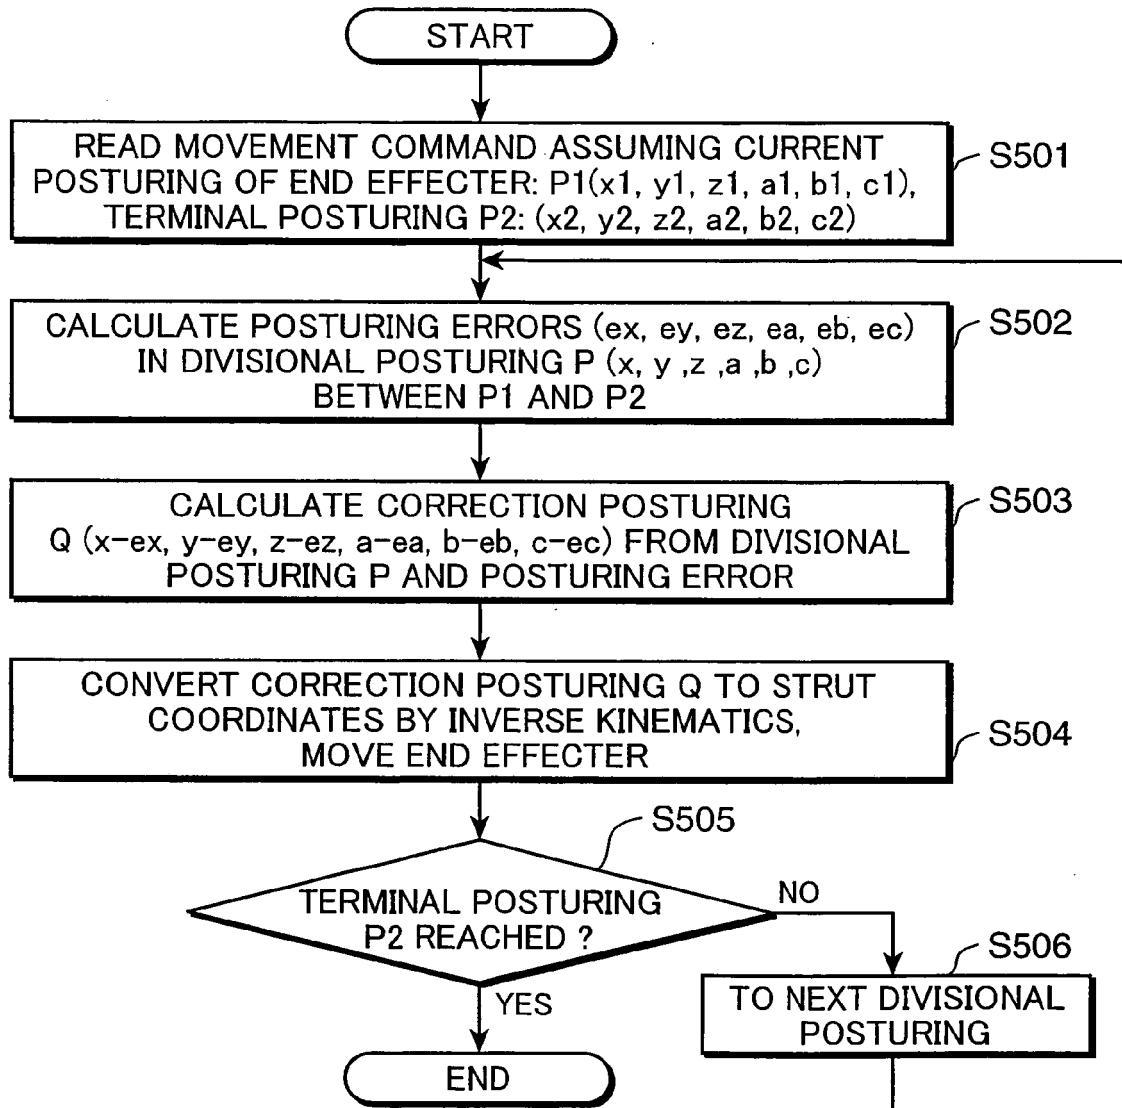 START
READ MOVEMENT COMMAND ASSUMING CURRENT
POSTURING OF END EFFECTER: P1(x1, y1, z1, a1, b1, c1),
TERMINAL POSTURING P2: (x2, y2, z2, a2, b2, c2)
S501
CALCULATE POSTURING ERRORS (ex, ey, ez, ea, eb, ec)
IN DIVISIONAL POSTURING P (x, y ,z ,a ,b ,c)
BETWEEN P1 AND P2
S502
CALCULATE CORRECTION POSTURING
Q (x-ex, y-ey, z-ez, a-ea, b-eb, c-ec) FROM DIVISIONAL
POSTURING P AND POSTURING ERROR
S503
CONVERT CORRECTION POSTURING Q TO STRUT
COORDINATES BY INVERSE KINEMATICS,
MOVE END EFFECTER
S504
S505
TERMINAL POSTURING
P2 REACHED ?
NO
YES
S506
TO NEXT DIVISIONAL
POSTURING
END